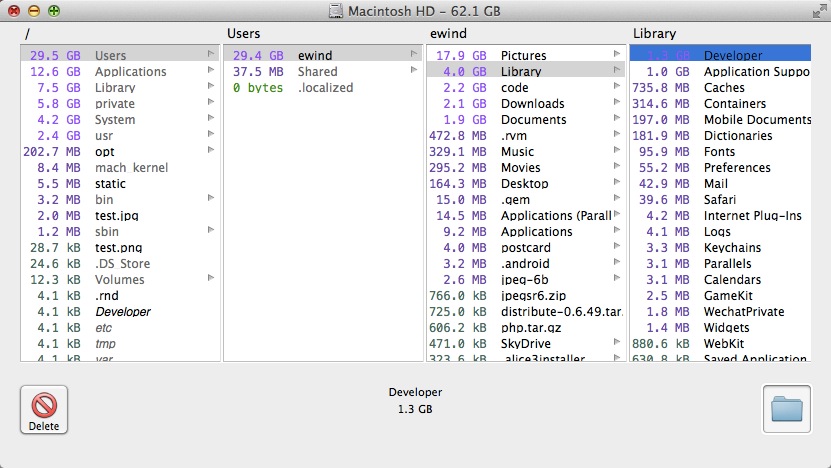 Macintosh HD – 62.1 GB
/
29.5 GB Users
12.6 GB Applications
7.5 GB Library
5.8 GB private
4.2 GB System
2.4 GB usr
202.7 MB opt
8.4 MB mach_kernel
5.5 MB static
3.2 MB bin
2.0 MB test.jpg
1.2 MB sbin
28.7 kB test.png
24.6 kB .DS_Store
12.3 kB Volumes
4.1 kB .rnd
4.1 kB Developer
4.1 kB etc
4.1 kB tmp
4.1 kB var
Users
29.4 GB ewind
37.5 MB Shared
0 bytes .localized
ewind
17.9 GB Pictures
4.0 GB Library
2.2 GB code
2.1 GB Downloads
1.9 GB Documents
472.8 MB .rvm
329.1 MB Music
295.2 MB Movies
164.3 MB Desktop
15.0 MB .gem
14.5 MB Applications (Parall
9.2 MB Applications
4.0 MB postcard
3.2 MB .android
2.6 MB jpeg-6b
766.0 kB jpegsr6.zip
725.0 kB distribute-0.6.49.tar.
606.2 kB php.tar.gz
471.0 kB SkyDrive
323.6 kB .alice3installer
Library
1.3 GB Developer
1.0 GB Application Suppo
735.8 MB Caches
314.6 MB Containers
197.0 MB Mobile Documents
181.9 MB Dictionaries
95.9 MB Fonts
55.2 MB Preferences
42.9 MB Mail
39.6 MB Safari
4.2 MB Internet Plug-Ins
4.1 MB Logs
3.3 MB Keychains
3.1 MB Parallels
3.1 MB Calendars
2.5 MB GameKit
1.8 MB WechatPrivate
1.4 MB Widgets
880.6 kB WebKit
630.8 kB Saved Application
Delete
Developer
1.3 GB